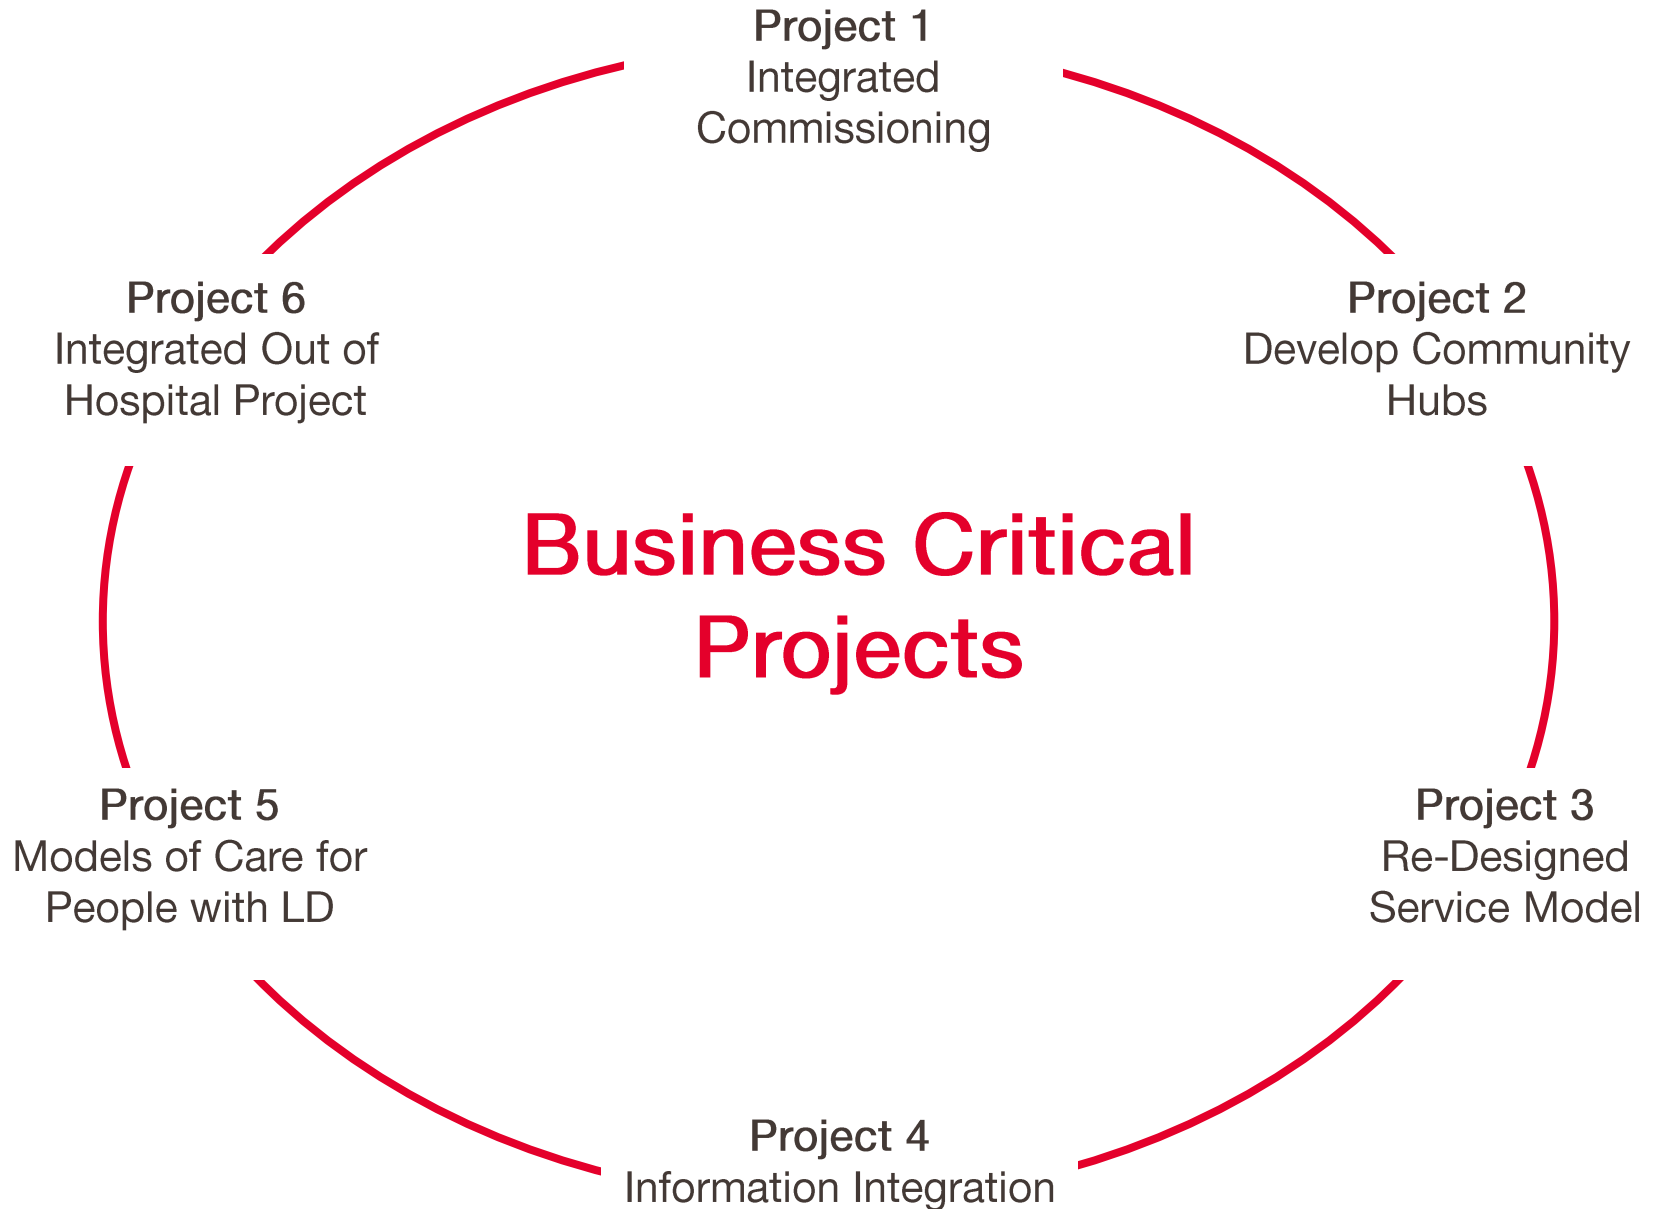 Project 1
Integrated
Commissioning
Project 2
Develop Community
Hubs
Project 3
Re-Designed
Service Model
Project 4
Information Integration
Project 5
Models of Care for
People with LD
Project 6
Integrated Out of
Hospital Project
Business Critical
Projects